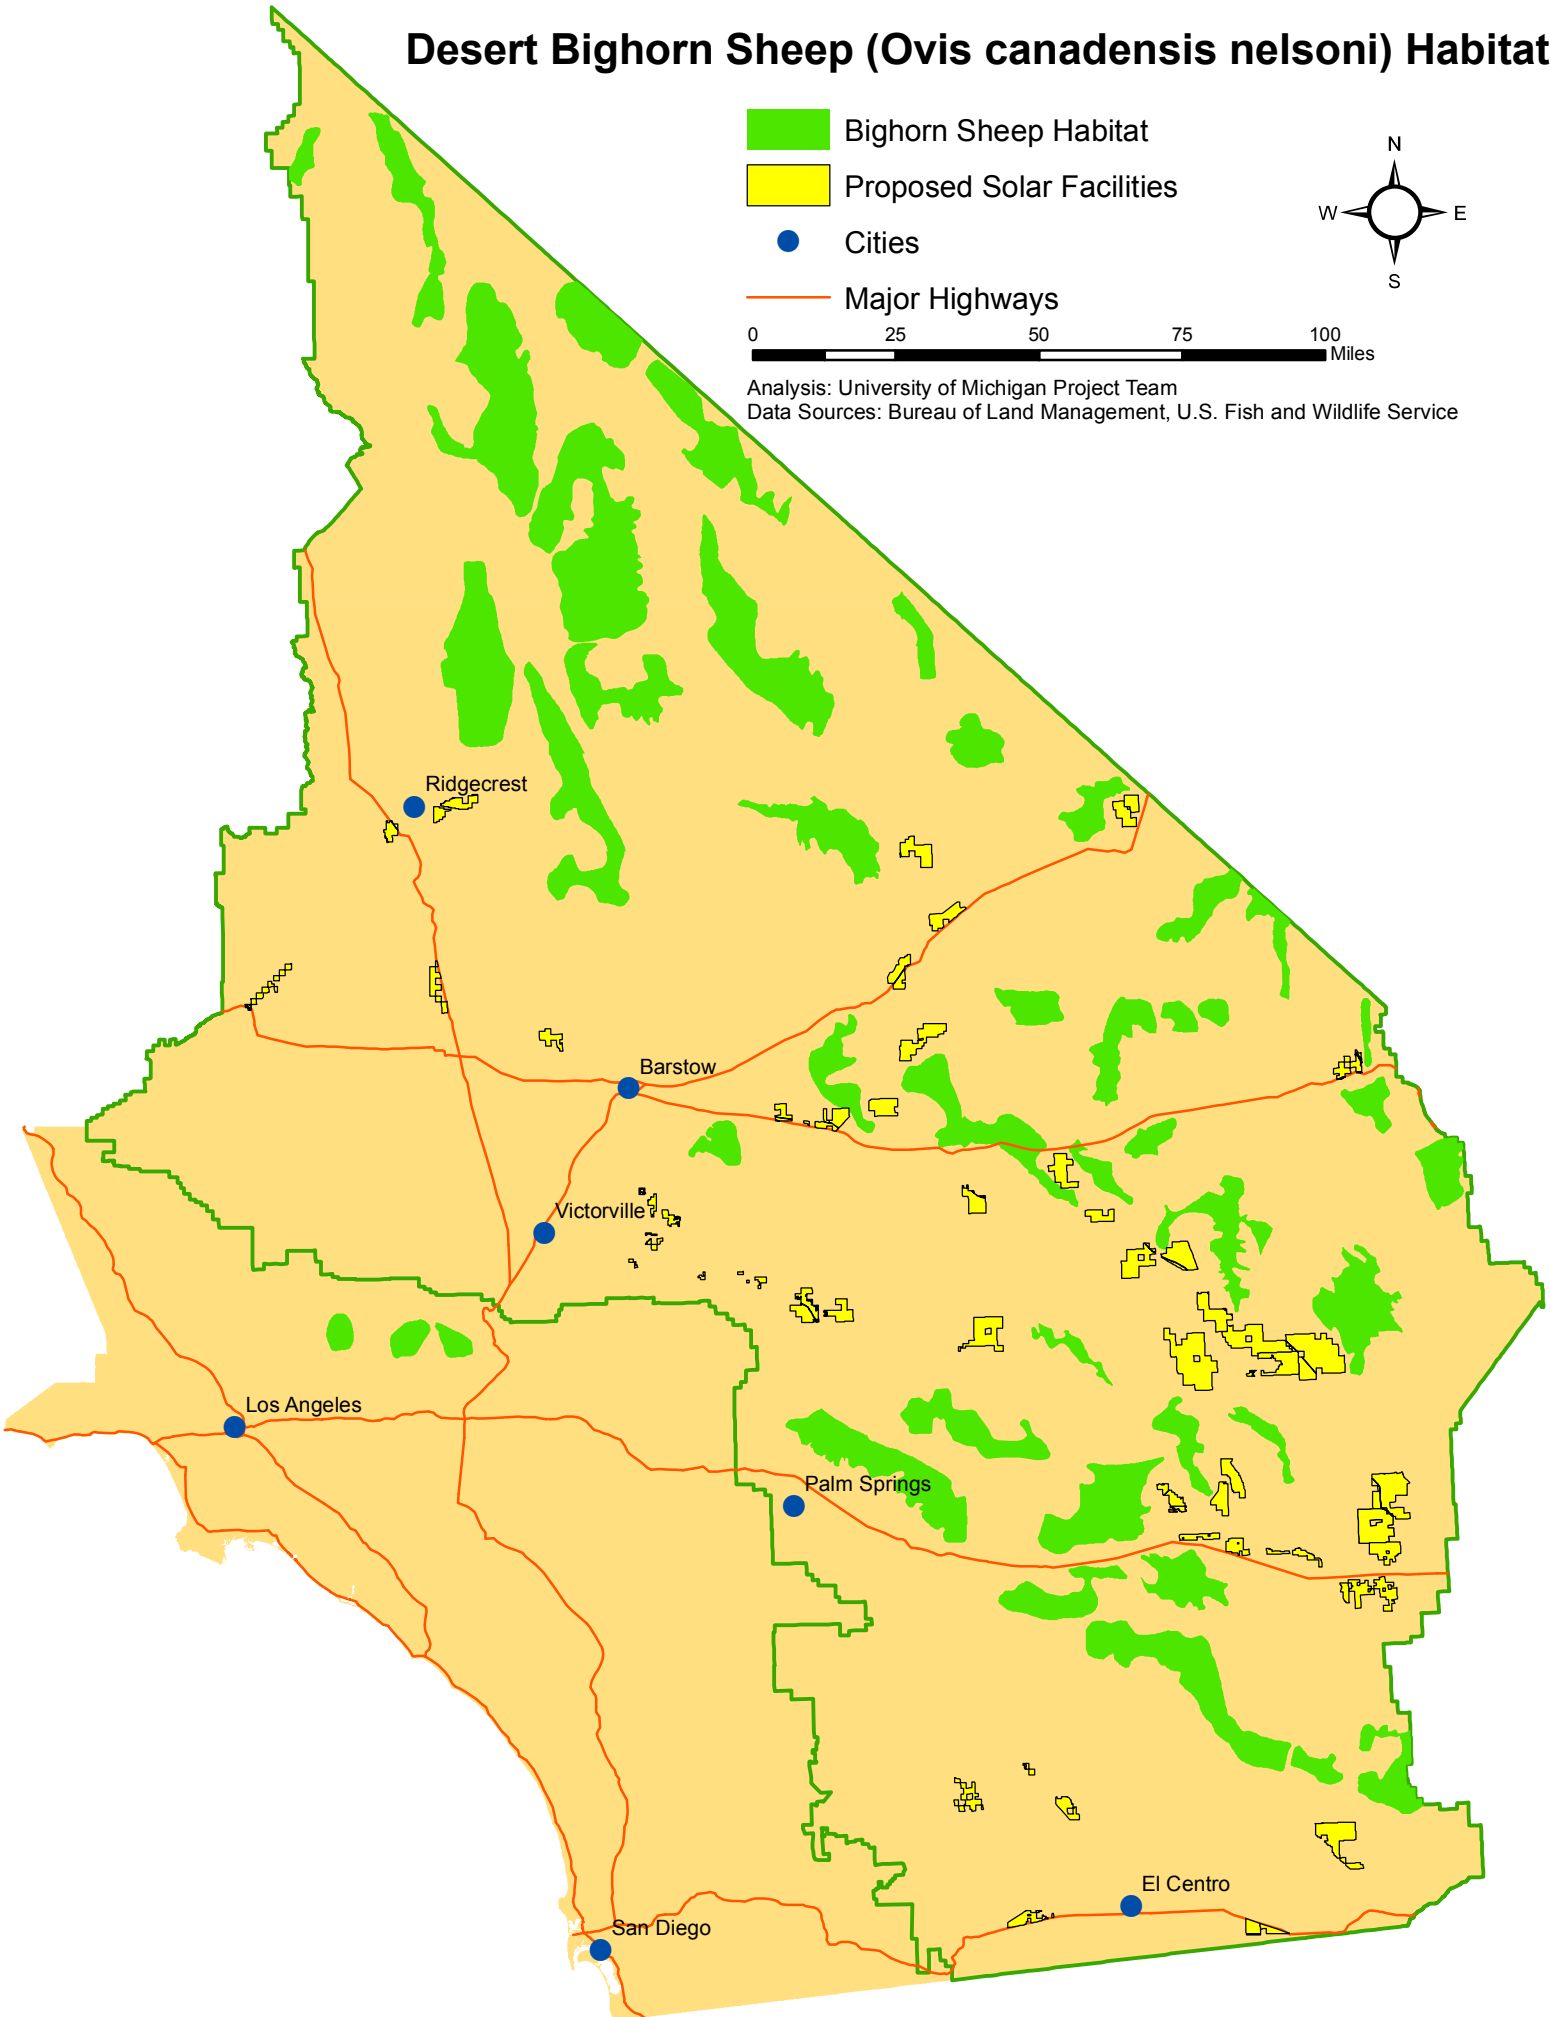 Desert Bighorn Sheep (Ovis canadensis nelsoni) Habitat
Bighorn Sheep Habitat
Proposed Solar Facilities
Cities
Major Highways
N
W
E
S
0 25 50 75 100
Miles
Analysis: University of Michigan Project Team
Data Sources: Bureau of Land Management, U.S. Fish and Wildlife Service
Ridgecrest
Barstow
Victorville
Los Angeles
Palm Springs
El Centro
San Diego